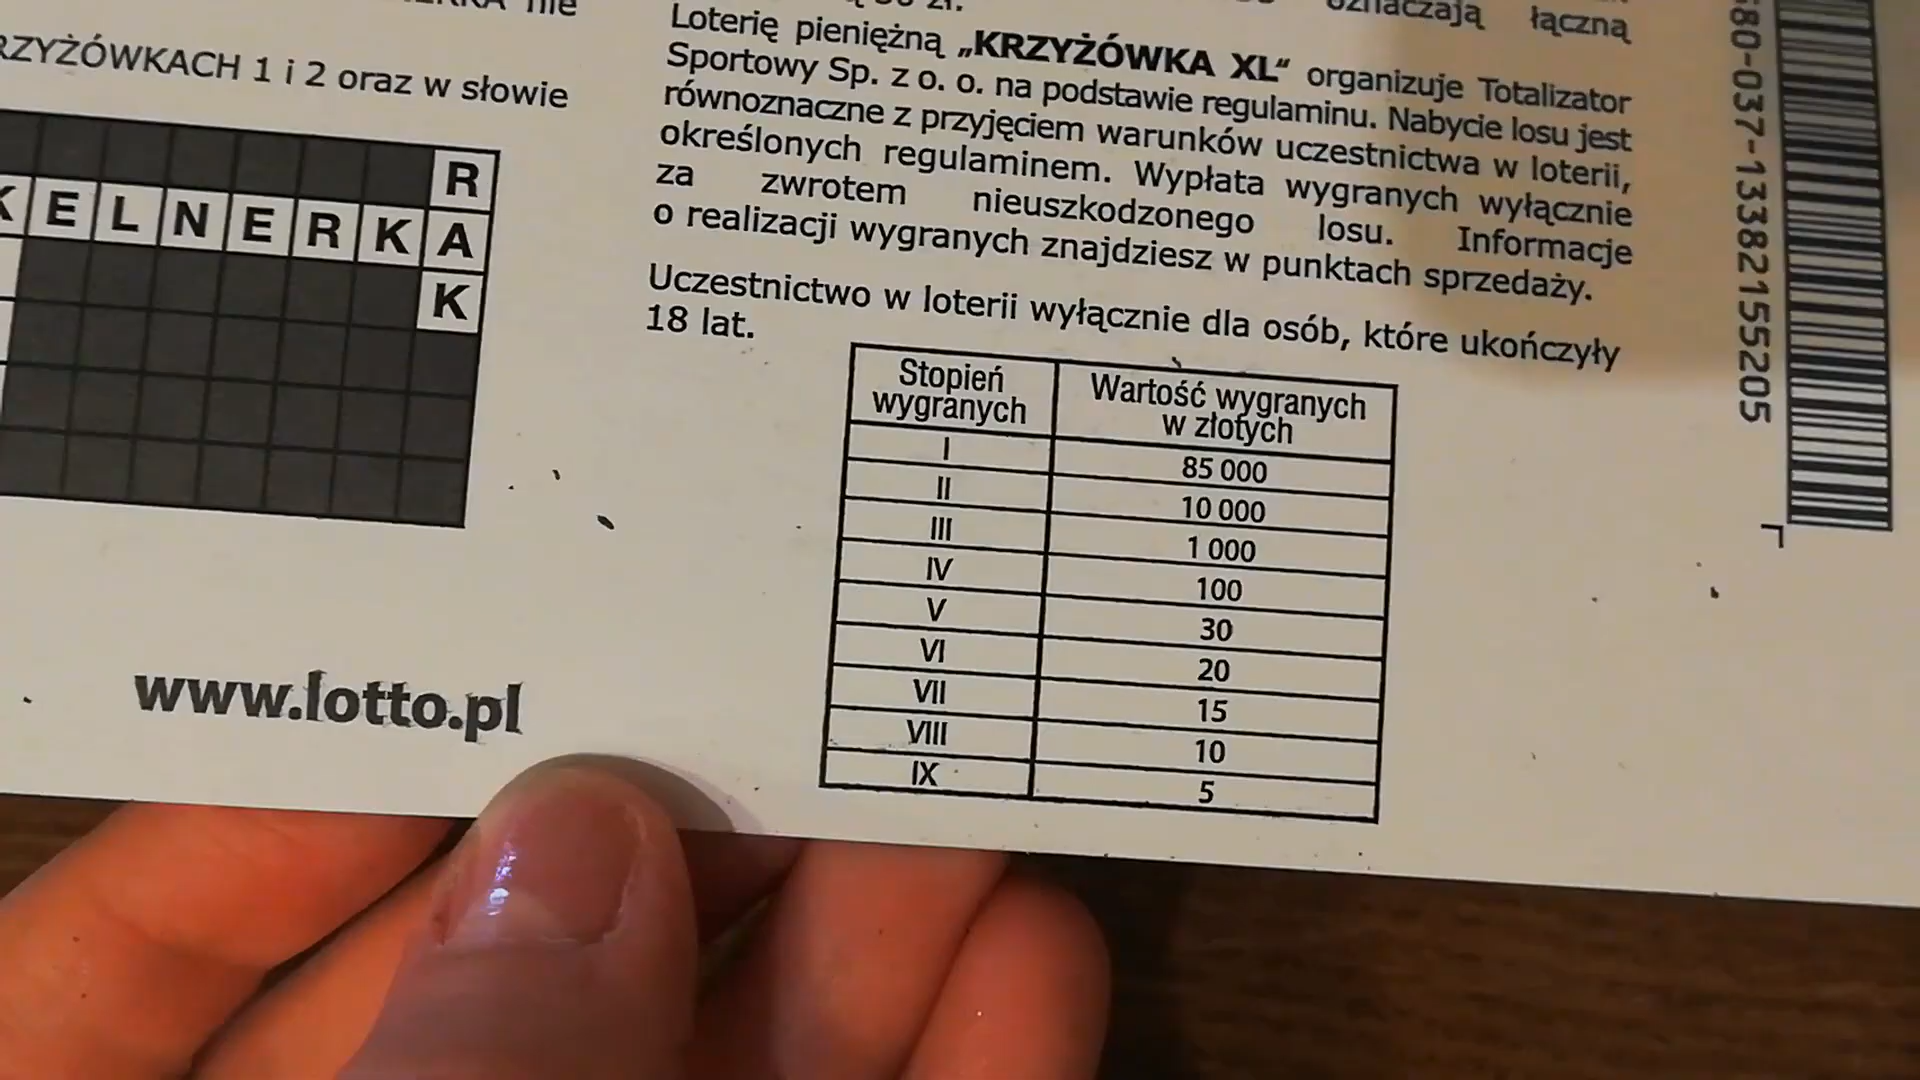 nie
RZYŻÓWKACH 1 i 2 oraz w słowie
R
KELNERKA
K
www.lotto.pl
zł.
oznaczają łączną
Loterię pieniężną „KRZYŻÓWKA XL“ organizuje Totalizator
Sportowy Sp. z o. o. na podstawie regulaminu. Nabycie losu jest
równoznaczne z przyjęciem warunków uczestnictwa w loterii,
określonych regulaminem. Wypłata wygranych wyłącznie
za zwrotem nieuszkodzonego losu. Informacje
o realizacji wygranych znajdziesz w punktach sprzedaży.
Uczestnictwo w loterii wyłącznie dla osób, które ukończyły
18 lat.
Stopień wygranych Wartość wygranych w złotych
I 85 000
II 10 000
III 1 000
IV 100
V 30
VI 20
VII 15
VIII 10
IX 5
80-037-1338215205